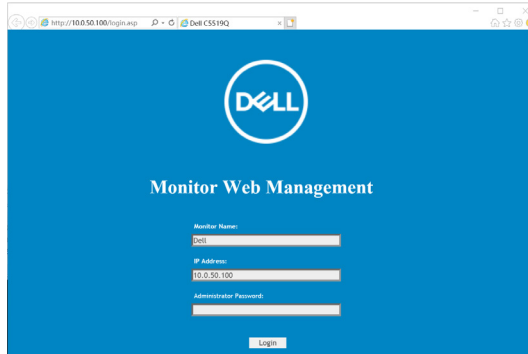 http://10.0.50.100/login.asp
Dell C5519Q
DELL
Monitor Web Management
Monitor Name:
Dell
IP Address:
10.0.50.100
Administrator Password:
Login